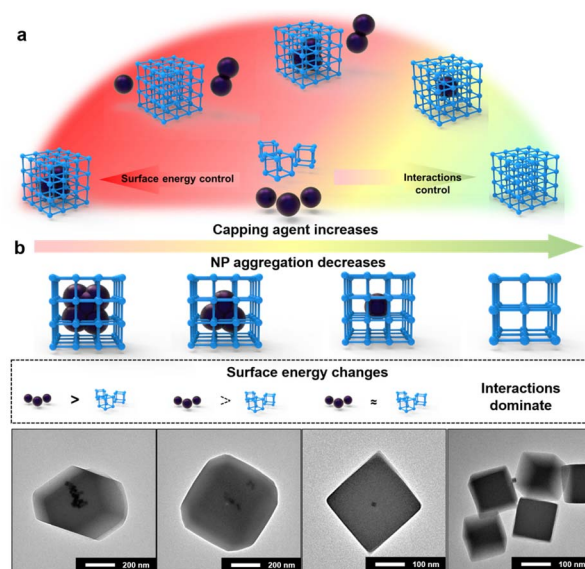 a
Surface energy control
Interactions
control
Capping agent increases
b
NP aggregation decreases
Surface energy changes
>
>
≈
Interactions
dominate
200 nm
200 nm
100 nm
100 nm